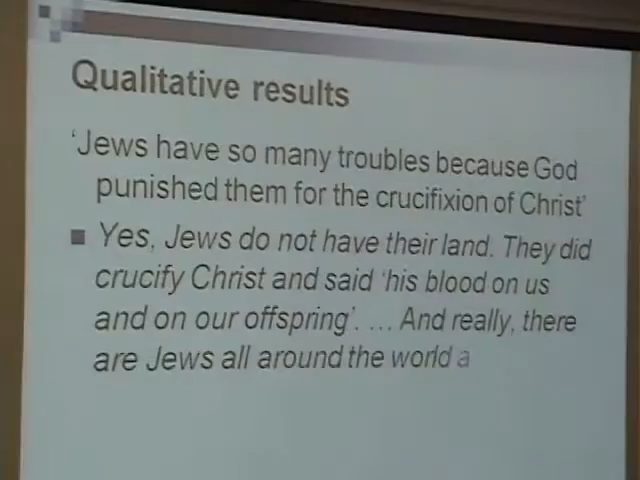 Qualitative results
‘Jews have so many troubles because God
punished them for the crucifixion of Christ’
Yes, Jews do not have their land. They did
crucify Christ and said ‘his blood on us
and on our offspring’. … And really, there
are Jews all around the world a